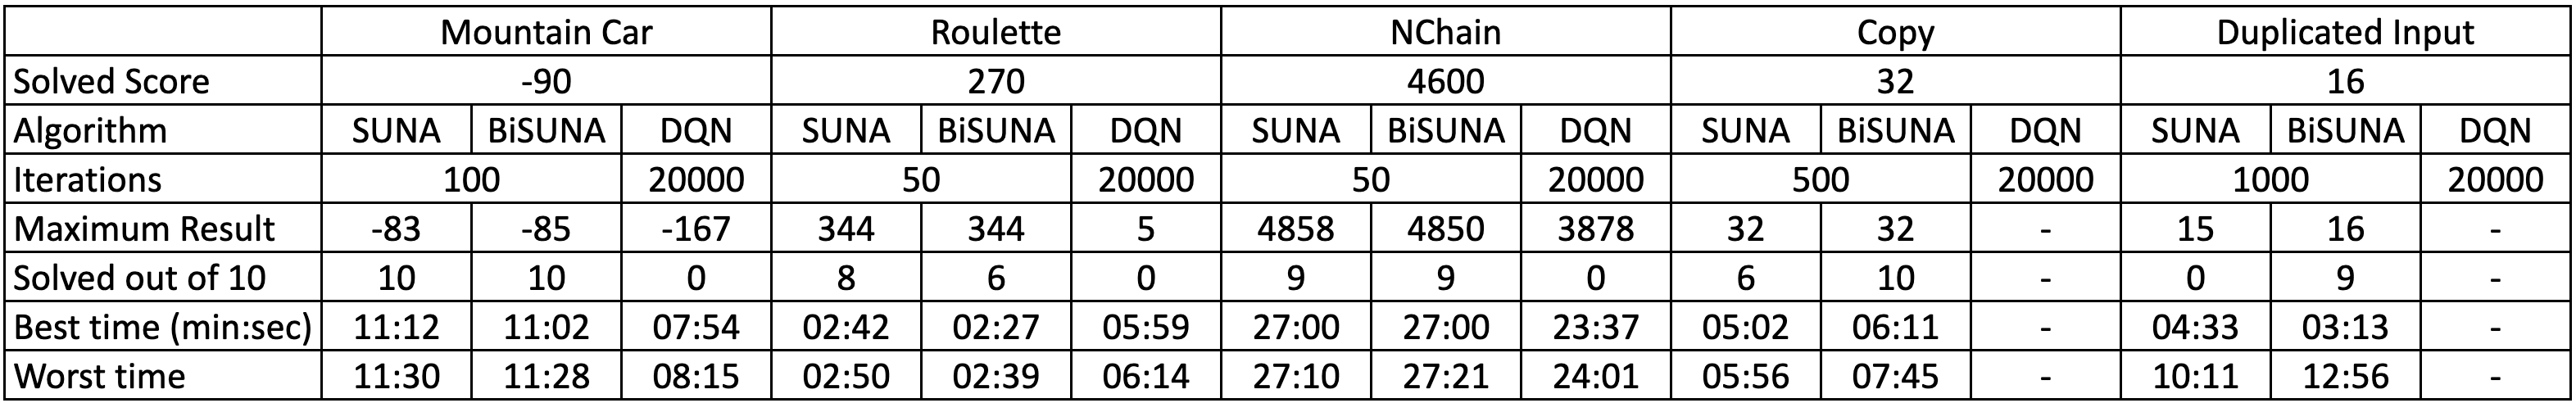 Mountain Car Roulette NChain Copy Duplicated Input
Solved Score -90 270 4600 32 16
Algorithm SUNA BiSUNA DQN SUNA BiSUNA DQN SUNA BiSUNA DQN SUNA BiSUNA DQN SUNA BiSUNA DQN
Iterations 100 20000 50 20000 50 20000 500 20000 1000 20000
Maximum Result -83 -85 -167 344 344 5 4858 4850 3878 32 32 - 15 16 -
Solved out of 10 10 10 0 8 6 0 9 9 0 6 10 - 0 9 -
Best time (min:sec) 11:12 11:02 07:54 02:42 02:27 05:59 27:00 27:00 23:37 05:02 06:11 - 04:33 03:13 -
Worst time 11:30 11:28 08:15 02:50 02:39 06:14 27:10 27:21 24:01 05:56 07:45 - 10:11 12:56 -